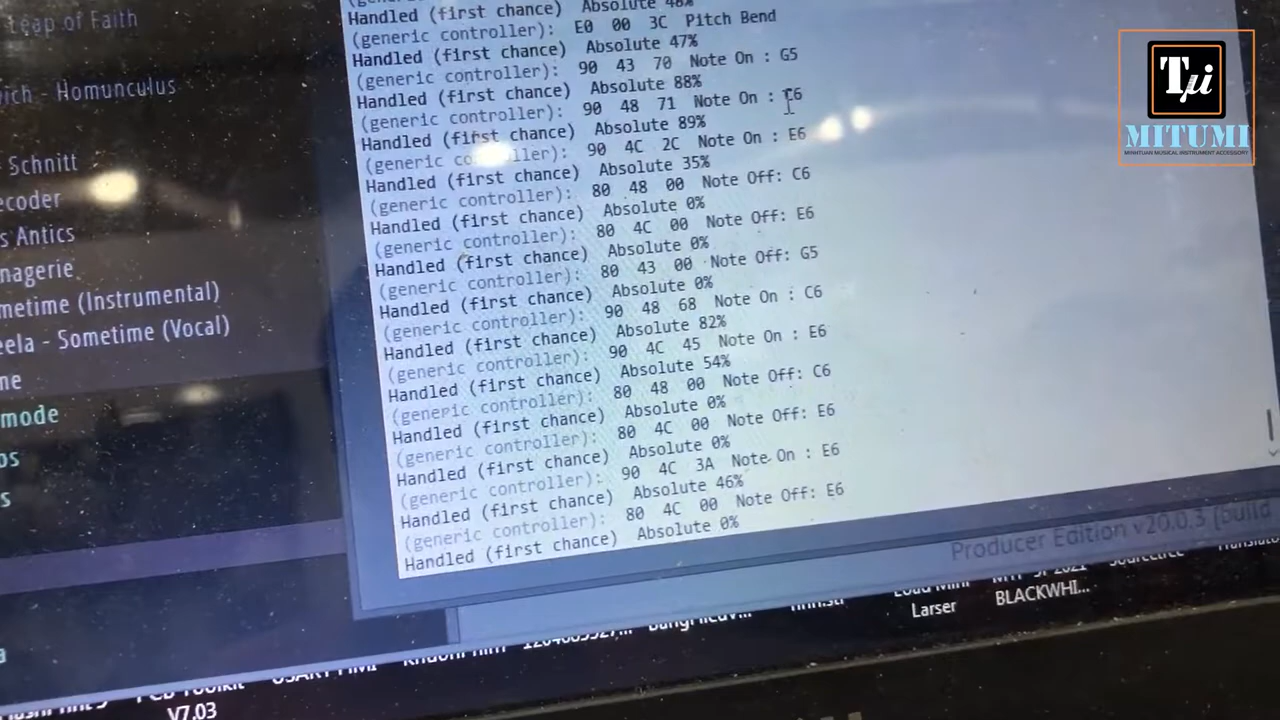 Leap of Faith
- Homunculus
Schnitt
ecoder
s Antics
nagerie
metime (Instrumental)
eela - Sometime (Vocal)
ne
mode
os
s
a
Handled (first chance) Absolute 48%
(generic controller): E0 00 3C Pitch Bend
Handled (first chance) Absolute 47%
(generic controller): 90 43 70 Note On : G5
Handled (first chance) Absolute 88%
(generic controller): 90 48 71 Note On : C6
Handled (first chance) Absolute 89%
(generic controller): 90 4C 2C Note On : E6
Handled (first chance) Absolute 35%
(generic controller): 80 48 00 Note Off: C6
Handled (first chance) Absolute 0%
(generic controller): 80 4C 00 Note Off: E6
Handled (first chance) Absolute 0%
(generic controller): 80 43 00 Note Off: G5
Handled (first chance) Absolute 0%
(generic controller): 90 48 68 Note On : C6
Handled (first chance) Absolute 82%
(generic controller): 90 4C 45 Note On : E6
Handled (first chance) Absolute 54%
(generic controller): 80 48 00 Note Off: C6
Handled (first chance) Absolute 0%
(generic controller): 80 4C 00 Note Off: E6
Handled (first chance) Absolute 0%
(generic controller): 90 4C 3A Note On : E6
Handled (first chance) Absolute 46%
(generic controller): 80 4C 00 Note Off: E6
Handled (first chance) Absolute 0%
Producer Edition v20.0.3 [build
Larser
BLACKWHI...
V7.03
Tμi
MITUMI
MINHTUAN MUSICAL INSTRUMENT ACCESSORY